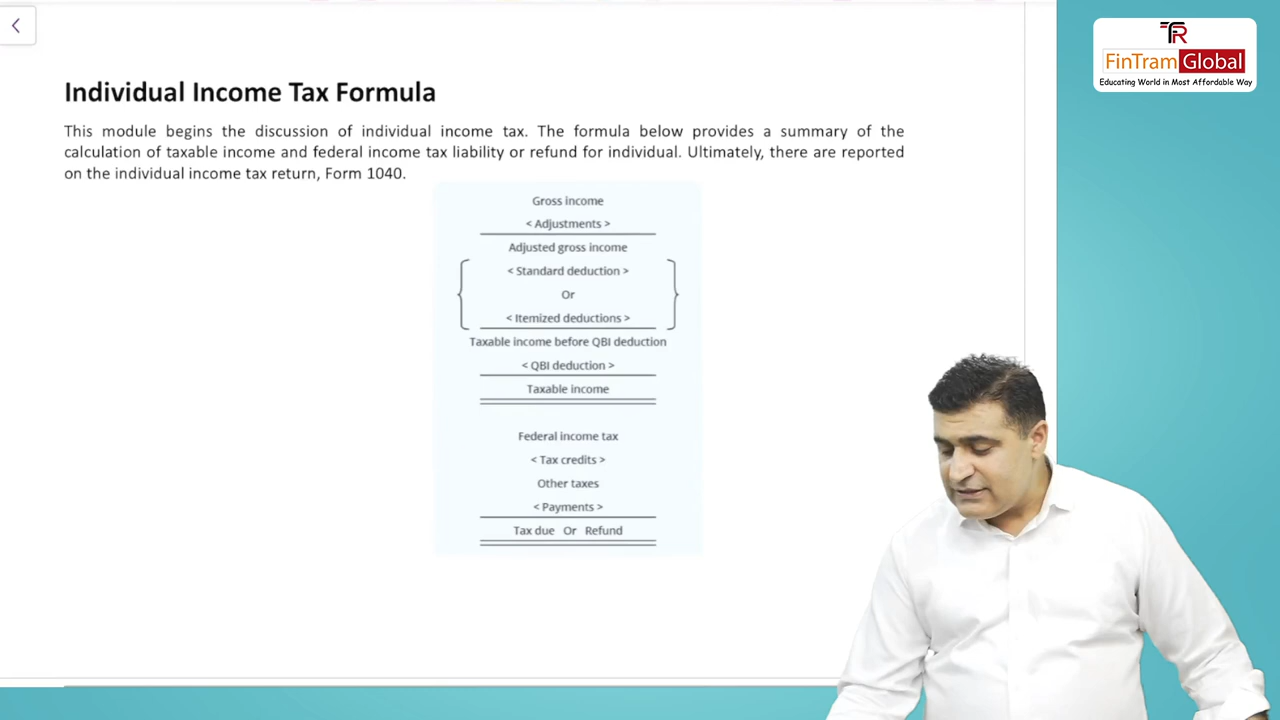 TR
FinTram Global
Educating World in Most Affordable Way
Individual Income Tax Formula
This module begins the discussion of individual income tax. The formula below provides a summary of the
calculation of taxable income and federal income tax liability or refund for individual. Ultimately, there are reported
on the individual income tax return, Form 1040.
Gross income
< Adjustments >
Adjusted gross income
< Standard deduction >
Or
< Itemized deductions >
Taxable income before QBI deduction
< QBI deduction >
Taxable income
Federal income tax
< Tax credits >
Other taxes
< Payments >
Tax due Or Refund